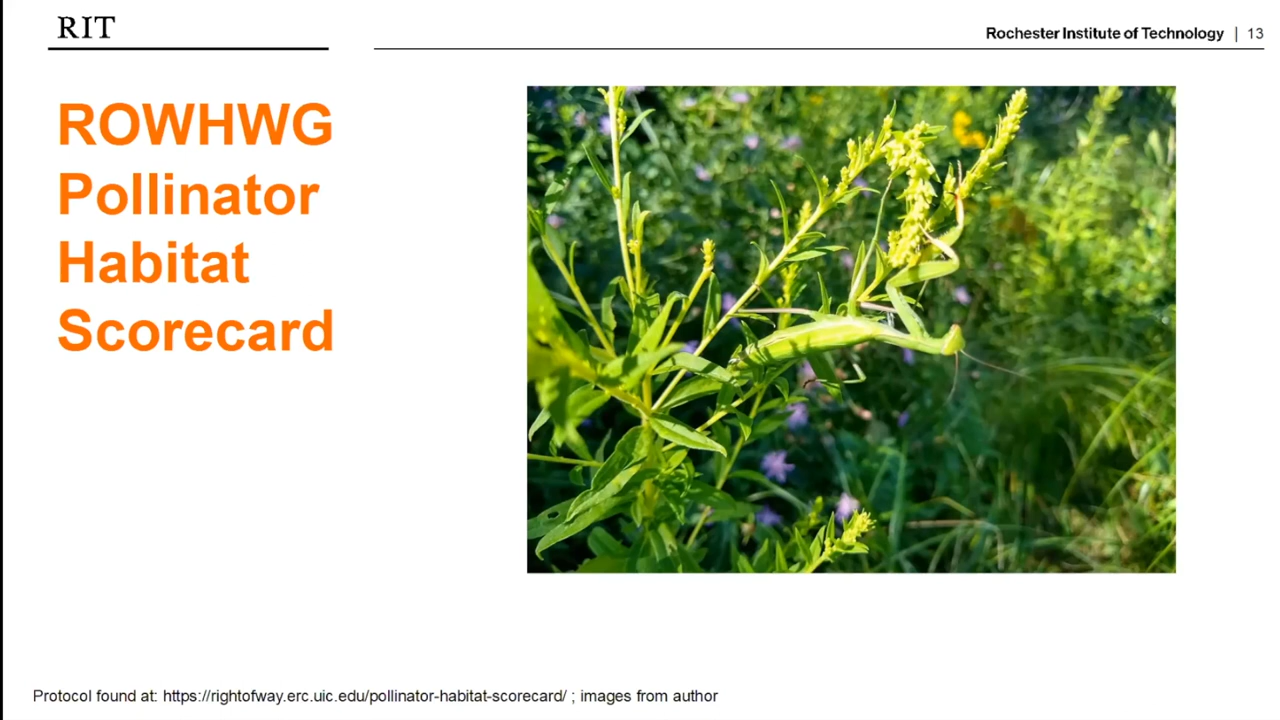 RIT
Rochester Institute of Technology | 13
ROWHWG
Pollinator
Habitat
Scorecard
Protocol found at: https://rightofway.erc.uic.edu/pollinator-habitat-scorecard/ ; images from author